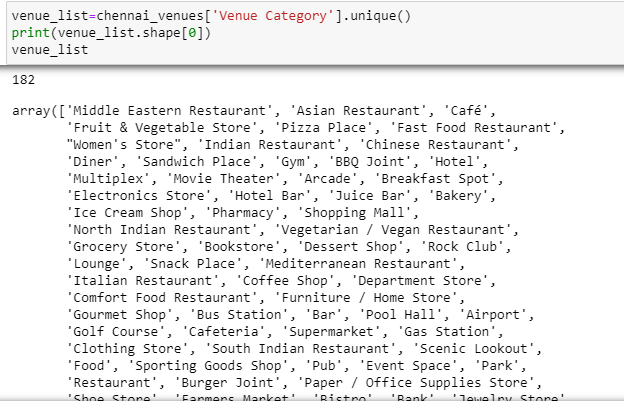 venue_list=chennai_venues['Venue Category'].unique()
print(venue_list.shape[0])
venue_list
182
array(['Middle Eastern Restaurant', 'Asian Restaurant', 'Café',
'Fruit & Vegetable Store', 'Pizza Place', 'Fast Food Restaurant',
"Women's Store", 'Indian Restaurant', 'Chinese Restaurant',
'Diner', 'Sandwich Place', 'Gym', 'BBQ Joint', 'Hotel',
'Multiplex', 'Movie Theater', 'Arcade', 'Breakfast Spot',
'Electronics Store', 'Hotel Bar', 'Juice Bar', 'Bakery',
'Ice Cream Shop', 'Pharmacy', 'Shopping Mall',
'North Indian Restaurant', 'Vegetarian / Vegan Restaurant',
'Grocery Store', 'Bookstore', 'Dessert Shop', 'Rock Club',
'Lounge', 'Snack Place', 'Mediterranean Restaurant',
'Italian Restaurant', 'Coffee Shop', 'Department Store',
'Comfort Food Restaurant', 'Furniture / Home Store',
'Gourmet Shop', 'Bus Station', 'Bar', 'Pool Hall', 'Airport',
'Golf Course', 'Cafeteria', 'Supermarket', 'Gas Station',
'Clothing Store', 'South Indian Restaurant', 'Scenic Lookout',
'Food', 'Sporting Goods Shop', 'Pub', 'Event Space', 'Park',
'Restaurant', 'Burger Joint', 'Paper / Office Supplies Store',
'Shoe Store', 'Farmers Market', 'Bistro', 'Bank', 'Jewelry Store'